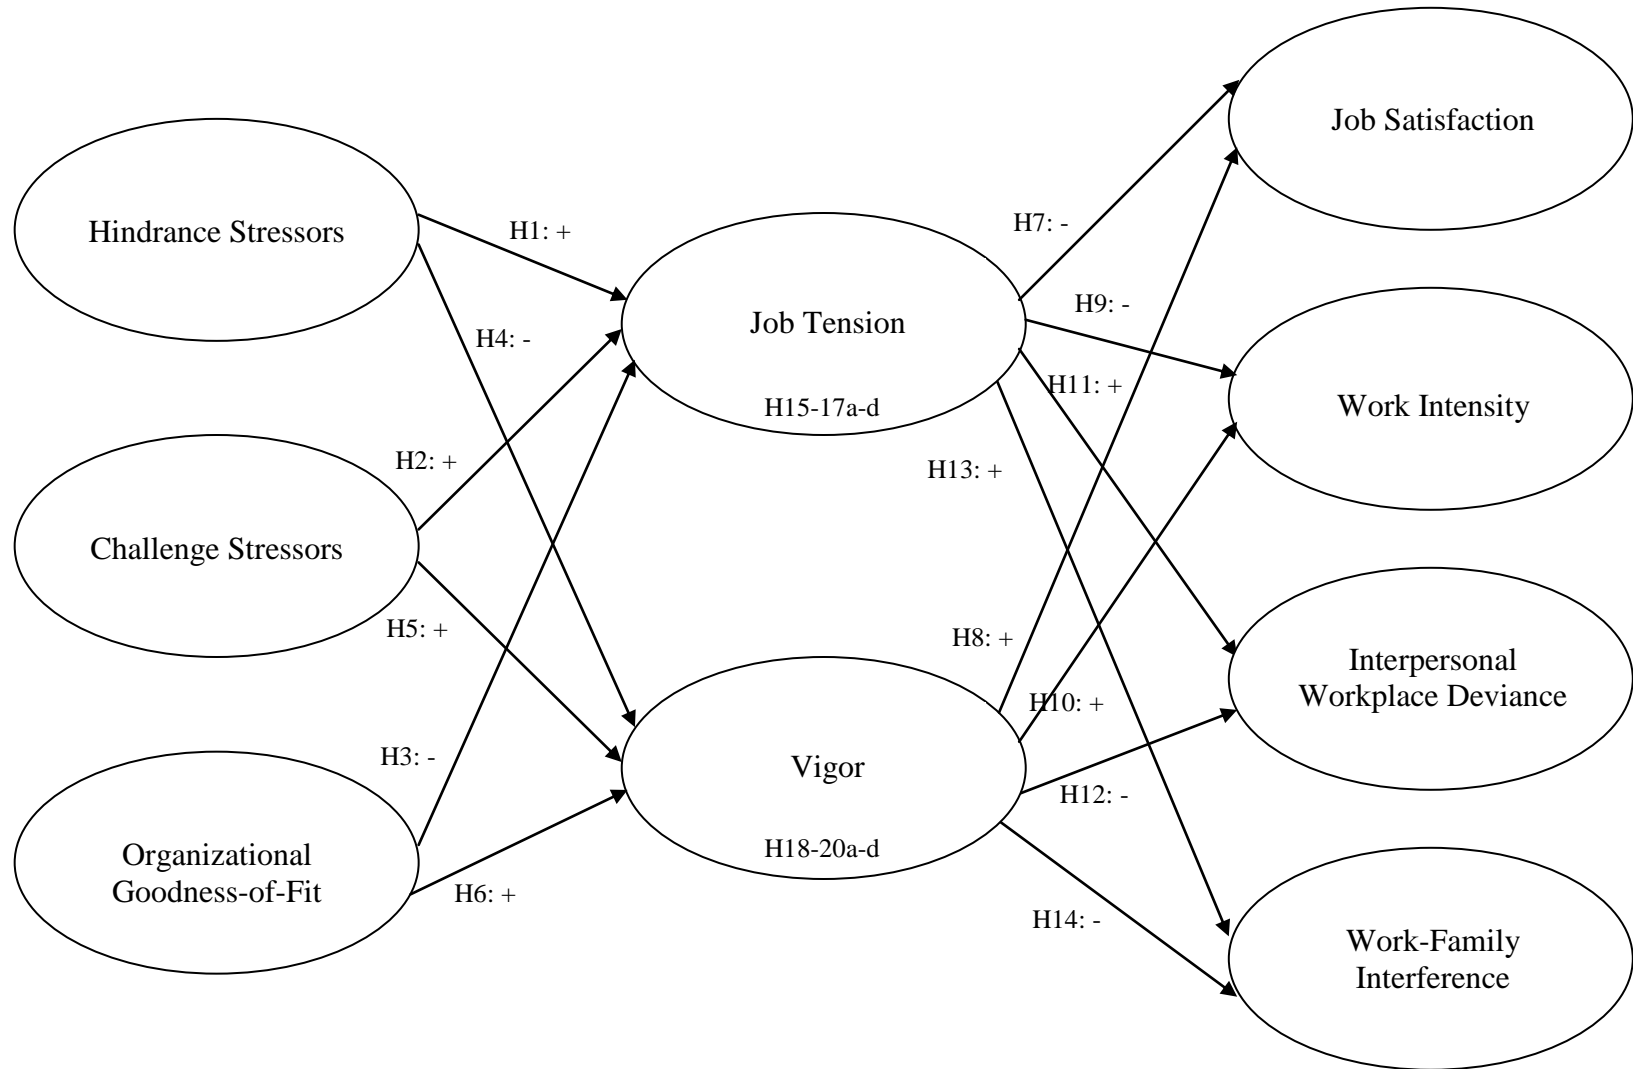 Job Satisfaction
Hindrance Stressors
H1: +
H7: -
H4: -
Job Tension
H15-17a-d
H9: -
H11: +
Work Intensity
H2: +
H13: +
Challenge Stressors
H5: +
H8: +
H10: +
Interpersonal
Workplace Deviance
H3: -
Vigor
H18-20a-d
H12: -
Organizational
Goodness-of-Fit
H6: +
H14: -
Work-Family
Interference